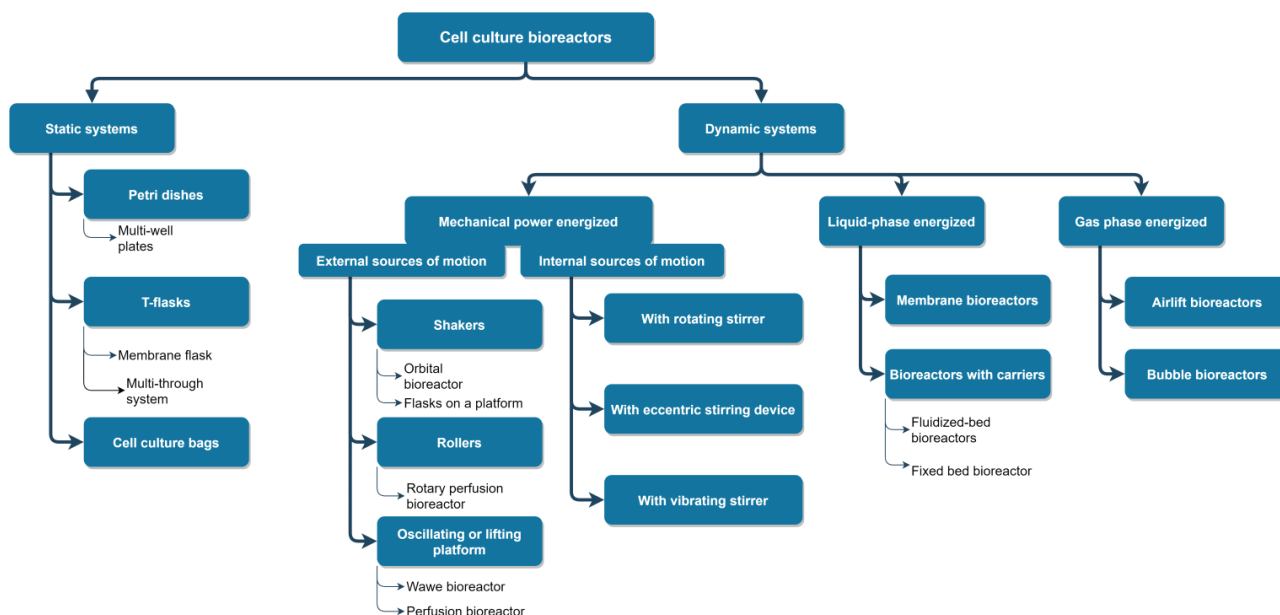 Cell culture bioreactors
Static systems
Dynamic systems
Petri dishes
Multi-well
plates
T-flasks
Membrane flask
Multi-through
system
Cell culture bags
Mechanical power energized
External sources of motion
Shakers
Orbital
bioreactor
Flasks on a platform
Rollers
Rotary perfusion
bioreactor
Oscillating or lifting
platform
Wawe bioreactor
Perfusion bioreactor
Internal sources of motion
With rotating stirrer
With eccentric stirring device
With vibrating stirrer
Liquid-phase energized
Membrane bioreactors
Bioreactors with carriers
Fluidized-bed
bioreactors
Fixed bed bioreactor
Gas phase energized
Airlift bioreactors
Bubble bioreactors